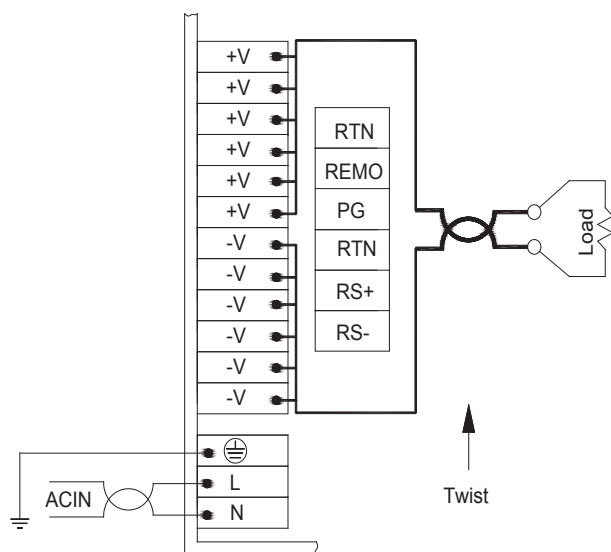 +V
+V
+V
+V
+V
+V
-V
-V
-V
-V
-V
-V
RTN
REMO
PG
RTN
RS+
RS-
Load
Twist
ACIN
L
N